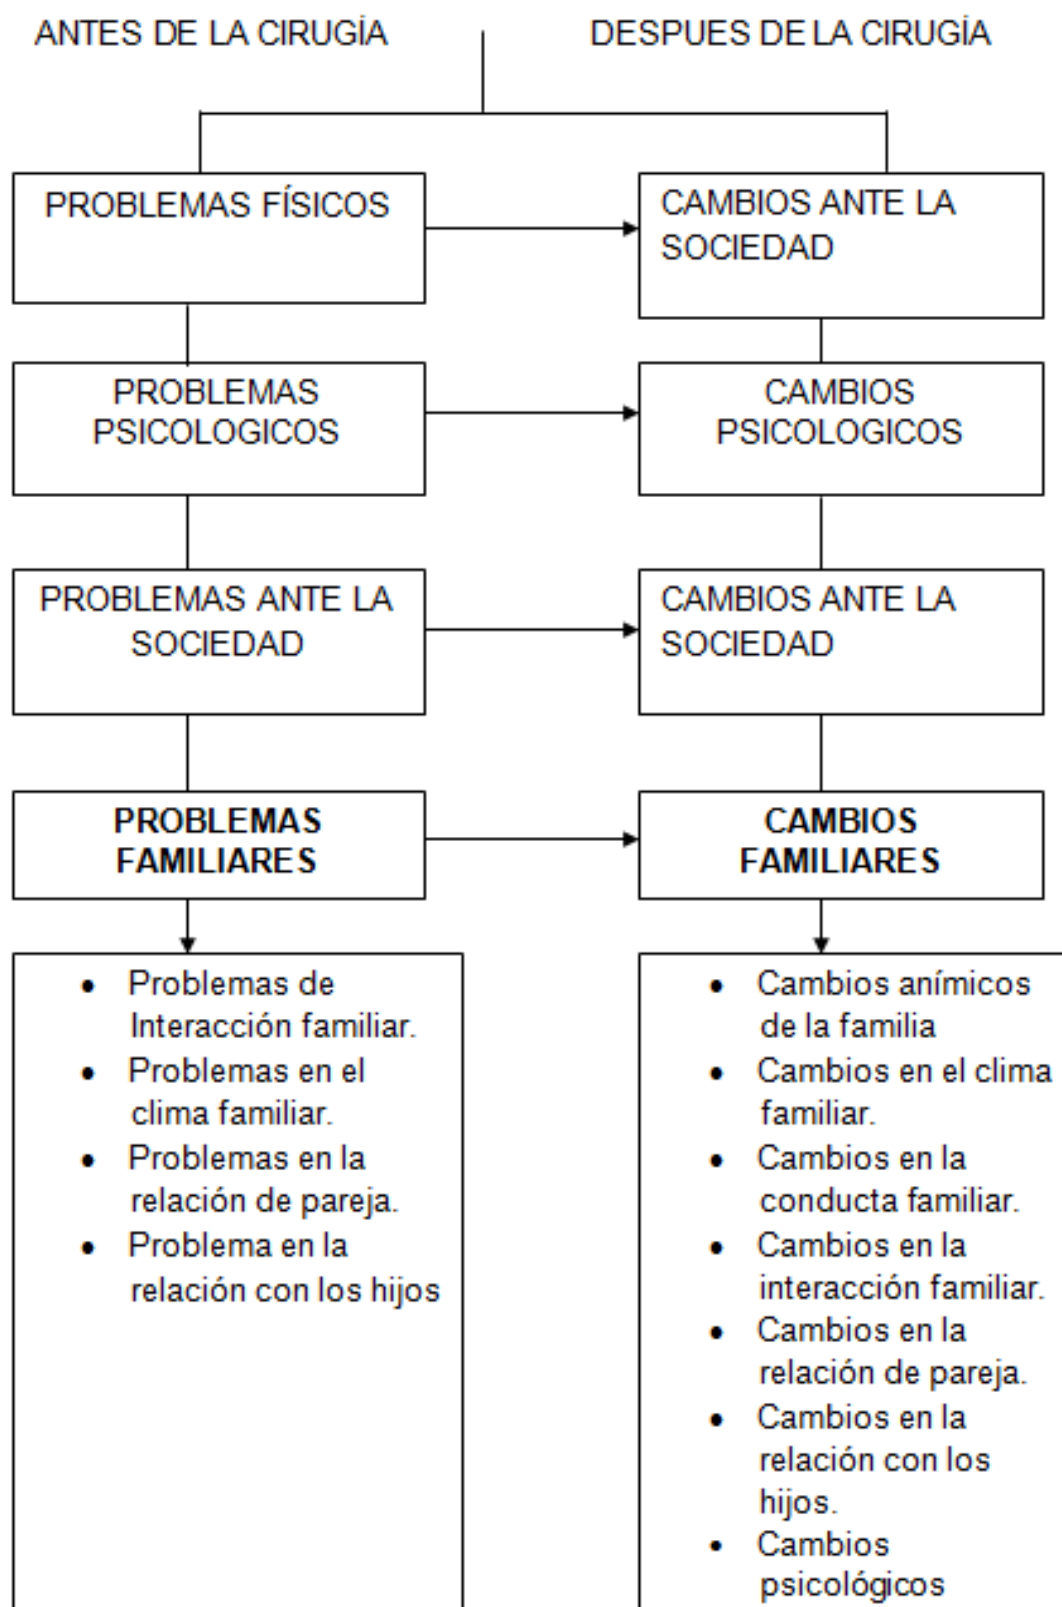 ANTES DE LA CIRUGÍA
DESPUES DE LA CIRUGÍA
PROBLEMAS FÍSICOS
CAMBIOS ANTE LA
SOCIEDAD
PROBLEMAS
PSICOLOGICOS
CAMBIOS
PSICOLOGICOS
PROBLEMAS ANTE LA
SOCIEDAD
CAMBIOS ANTE LA
SOCIEDAD
PROBLEMAS
FAMILIARES
CAMBIOS
FAMILIARES
• Problemas de
Interacción familiar.
• Problemas en el
clima familiar.
• Problemas en la
relación de pareja.
• Problema en la
relación con los hijos
• Cambios anímicos
de la familia
• Cambios en el clima
familiar.
• Cambios en la
conducta familiar.
• Cambios en la
interacción familiar.
• Cambios en la
relación de pareja.
• Cambios en la
relación con los
hijos.
• Cambios
psicológicos